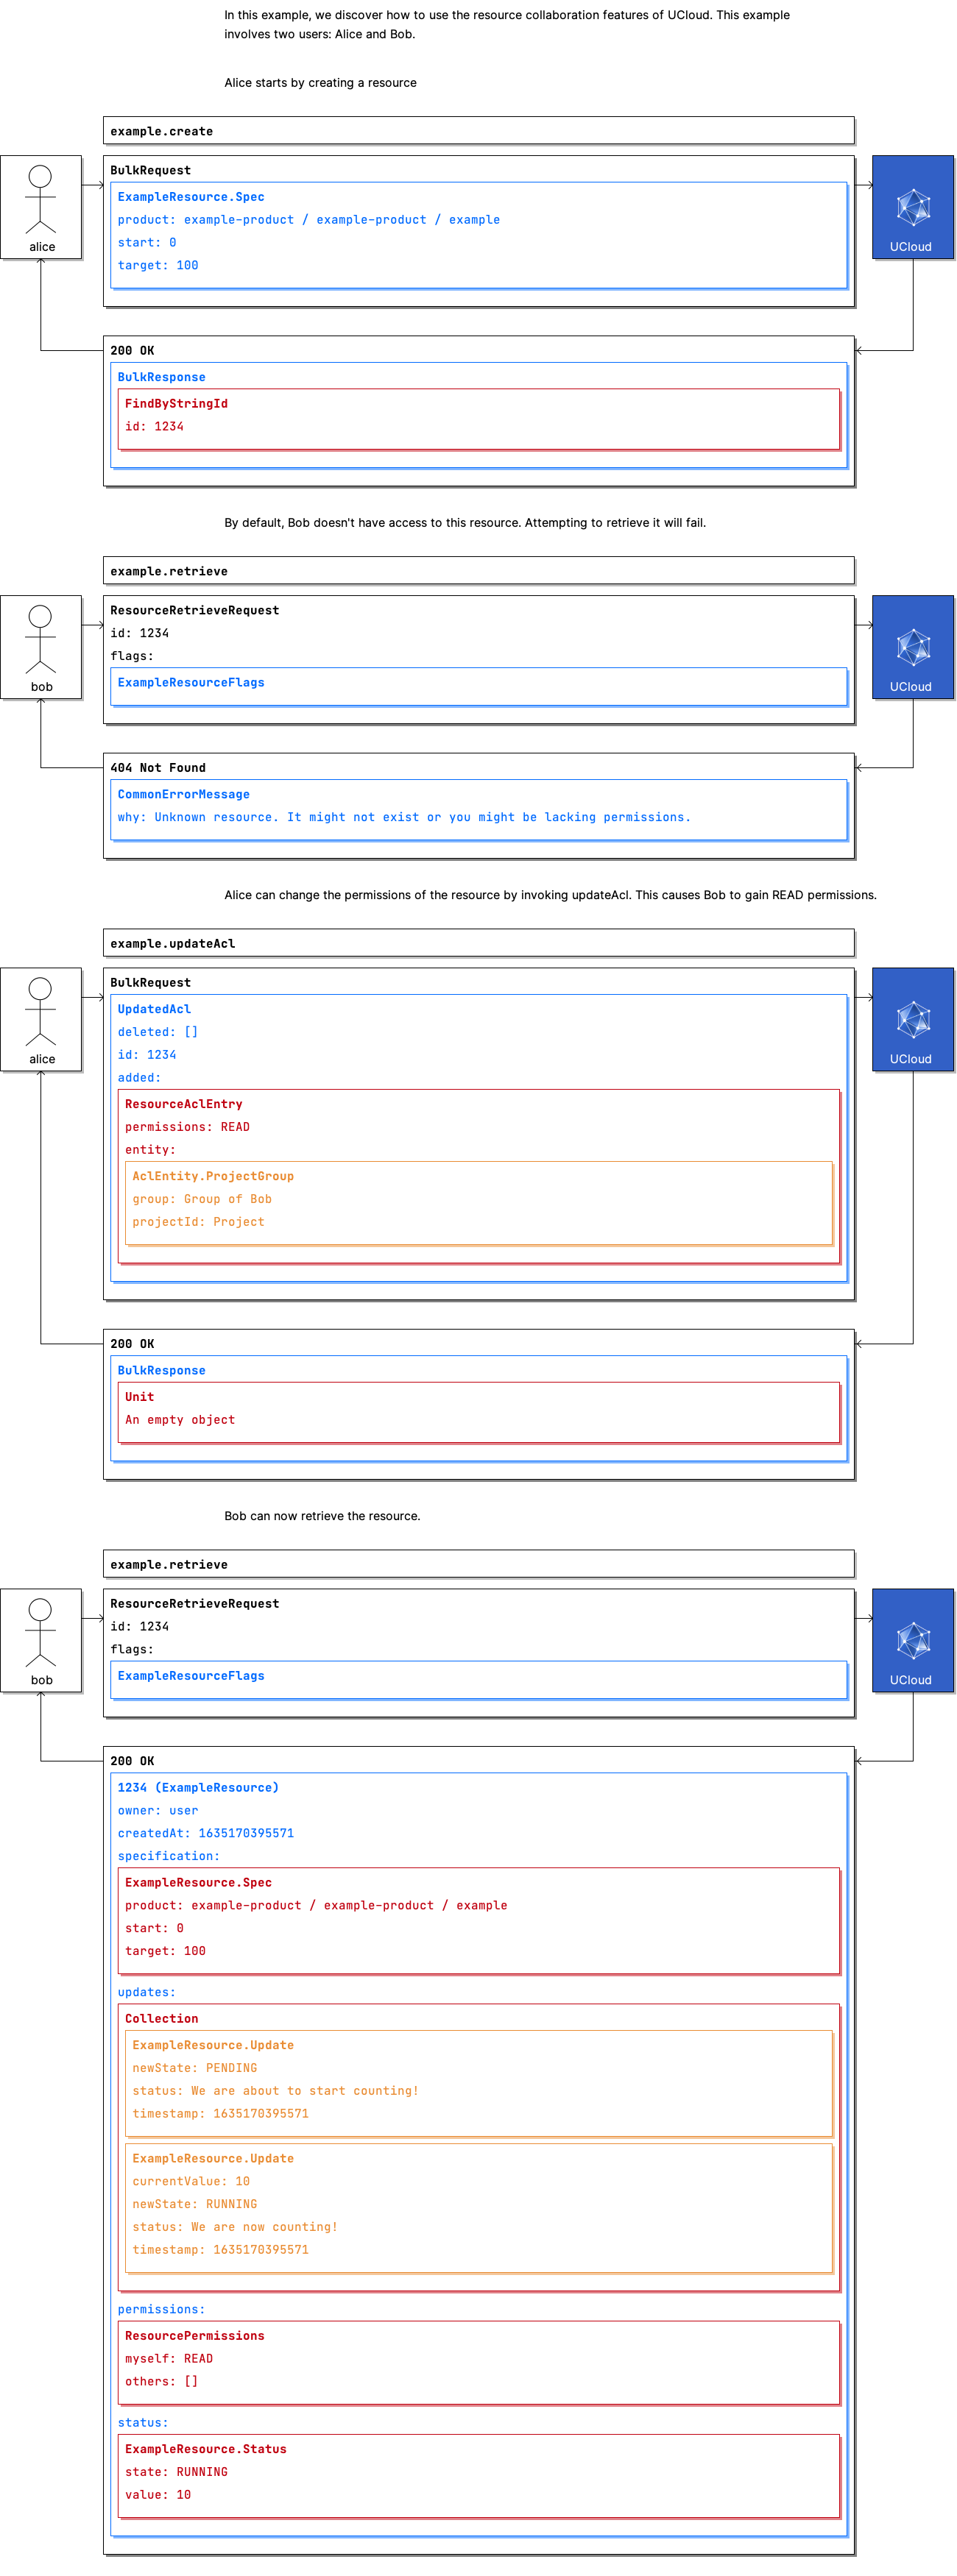 In this example, we discover how to use the resource collaboration features of UCloud. This example
involves two users: Alice and Bob.
Alice starts by creating a resource
example.create
BulkRequest
ExampleResource.Spec
product: example-product / example-product / example
start: 0
target: 100
alice
UCloud
200 OK
BulkResponse
FindByStringId
id: 1234
By default, Bob doesn't have access to this resource. Attempting to retrieve it will fail.
example.retrieve
ResourceRetrieveRequest
id: 1234
flags:
ExampleResourceFlags
bob
UCloud
404 Not Found
CommonErrorMessage
why: Unknown resource. It might not exist or you might be lacking permissions.
Alice can change the permissions of the resource by invoking updateAcl. This causes Bob to gain READ permissions.
example.updateAcl
BulkRequest
UpdatedAcl
deleted: []
id: 1234
added:
alice
UCloud
ResourceAclEntry
permissions: READ
entity:
AclEntity.ProjectGroup
group: Group of Bob
projectId: Project
200 OK
BulkResponse
Unit
An empty object
Bob can now retrieve the resource.
example.retrieve
ResourceRetrieveRequest
id: 1234
flags:
ExampleResourceFlags
bob
UCloud
200 OK
1234 (ExampleResource)
owner: user
createdAt: 1635170395571
specification:
ExampleResource.Spec
product: example-product / example-product / example
start: 0
target: 100
updates:
Collection
ExampleResource.Update
newState: PENDING
status: We are about to start counting!
timestamp: 1635170395571
ExampleResource.Update
currentValue: 10
newState: RUNNING
status: We are now counting!
timestamp: 1635170395571
permissions:
ResourcePermissions
myself: READ
others: []
status:
ExampleResource.Status
state: RUNNING
value: 10